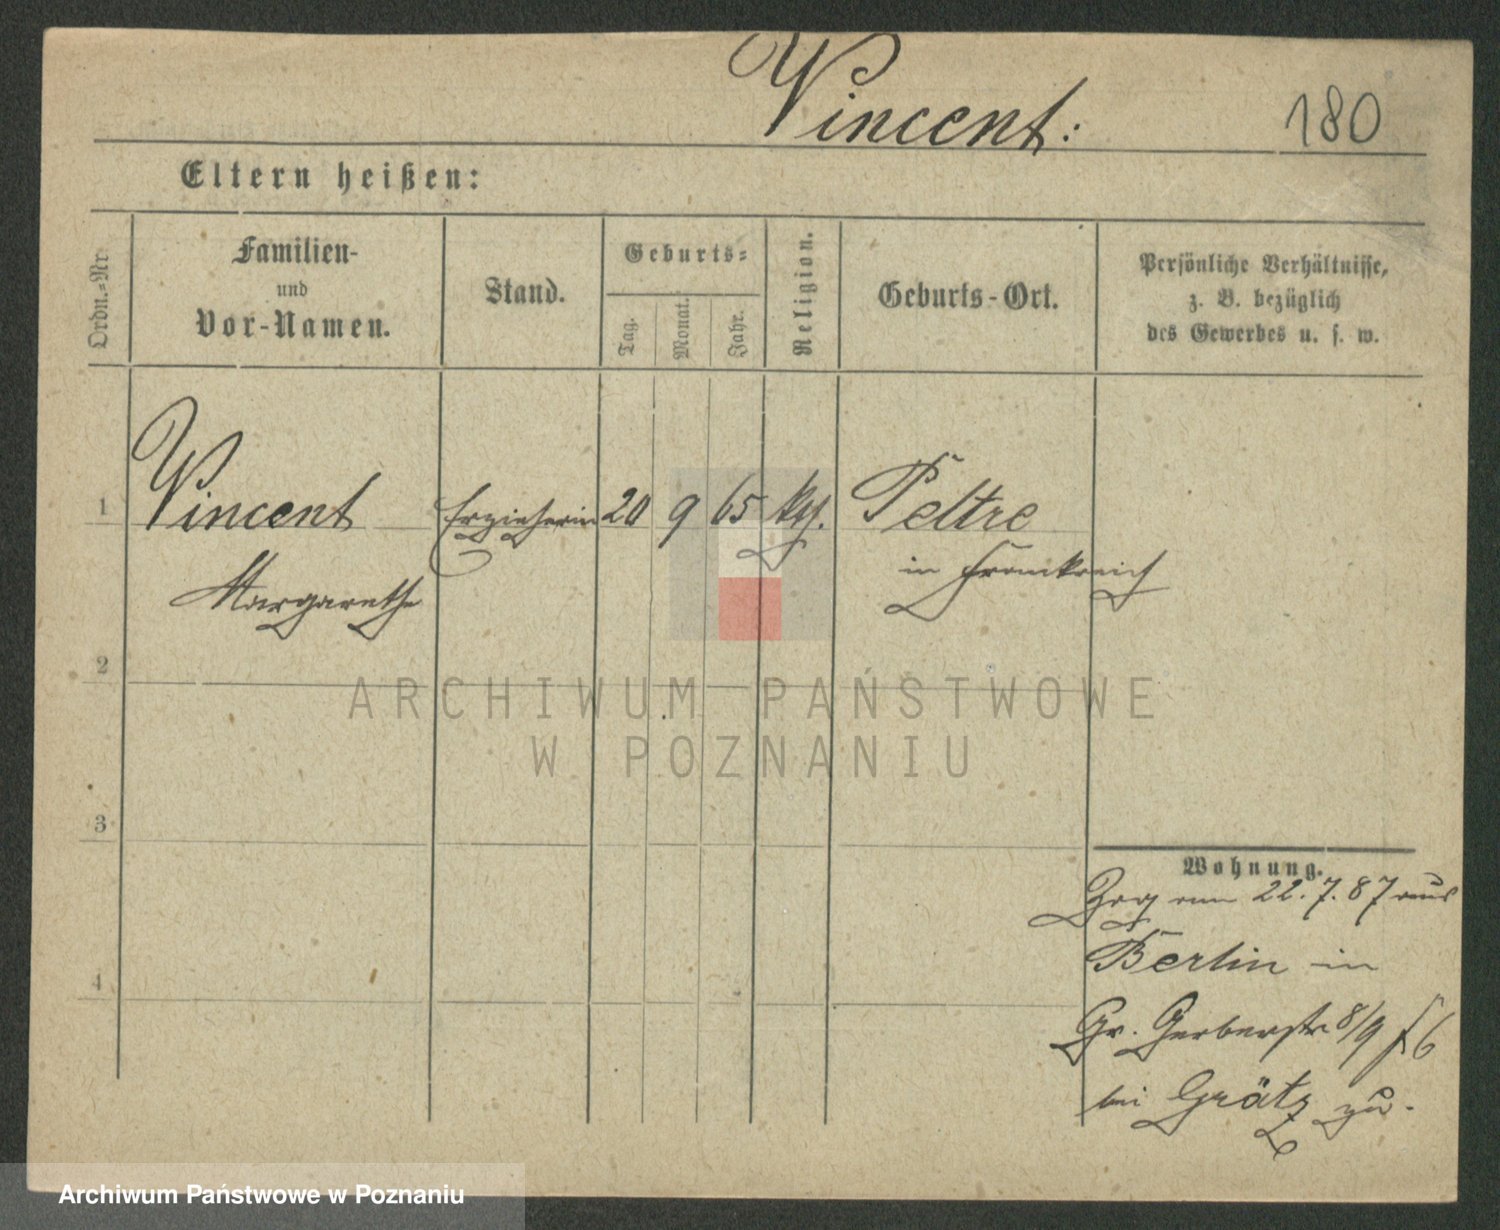 Vincent:
180
Eltern heißen:
Ordn.-Nr.
Familien-
und
Vor-Namen.
Stand.
Geburts-
Tag.
Monat.
Jahr.
Religion.
Geburts-Ort.
Persönliche Verhältnisse,
z. B. bezüglich
des Gewerbes u. s. w.
1 Vincent Erzieherin 20 9 65 Peltre
Margarethe in Frankreich
2
ARCHIWUM PAŃSTWOWE
W POZNANIU
3
Wohnung.
Zog am 22.7.87 aus
4 Berlin in
Gr. Gerberstr 8/9
bei Grätz zu.
Archiwum Państwowe w Poznaniu